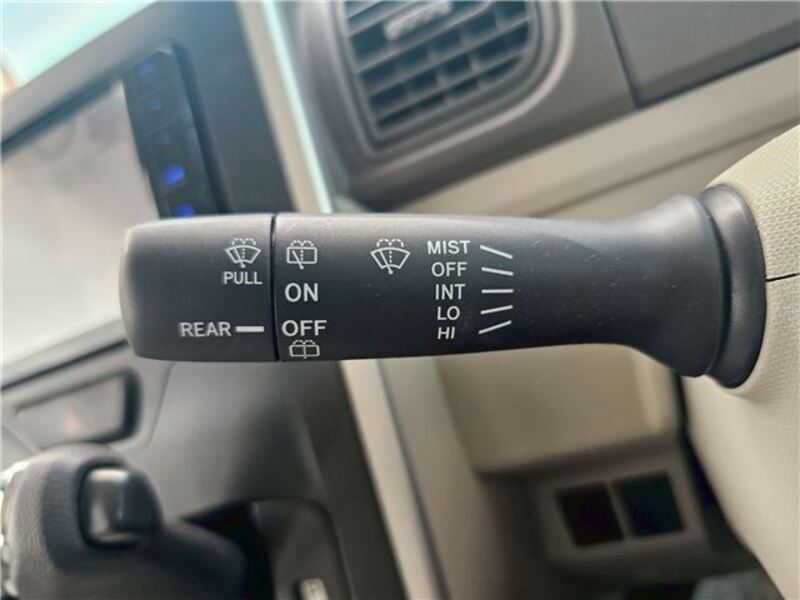 PULL
REAR
ON
OFF
MIST
OFF
INT
LO
HI